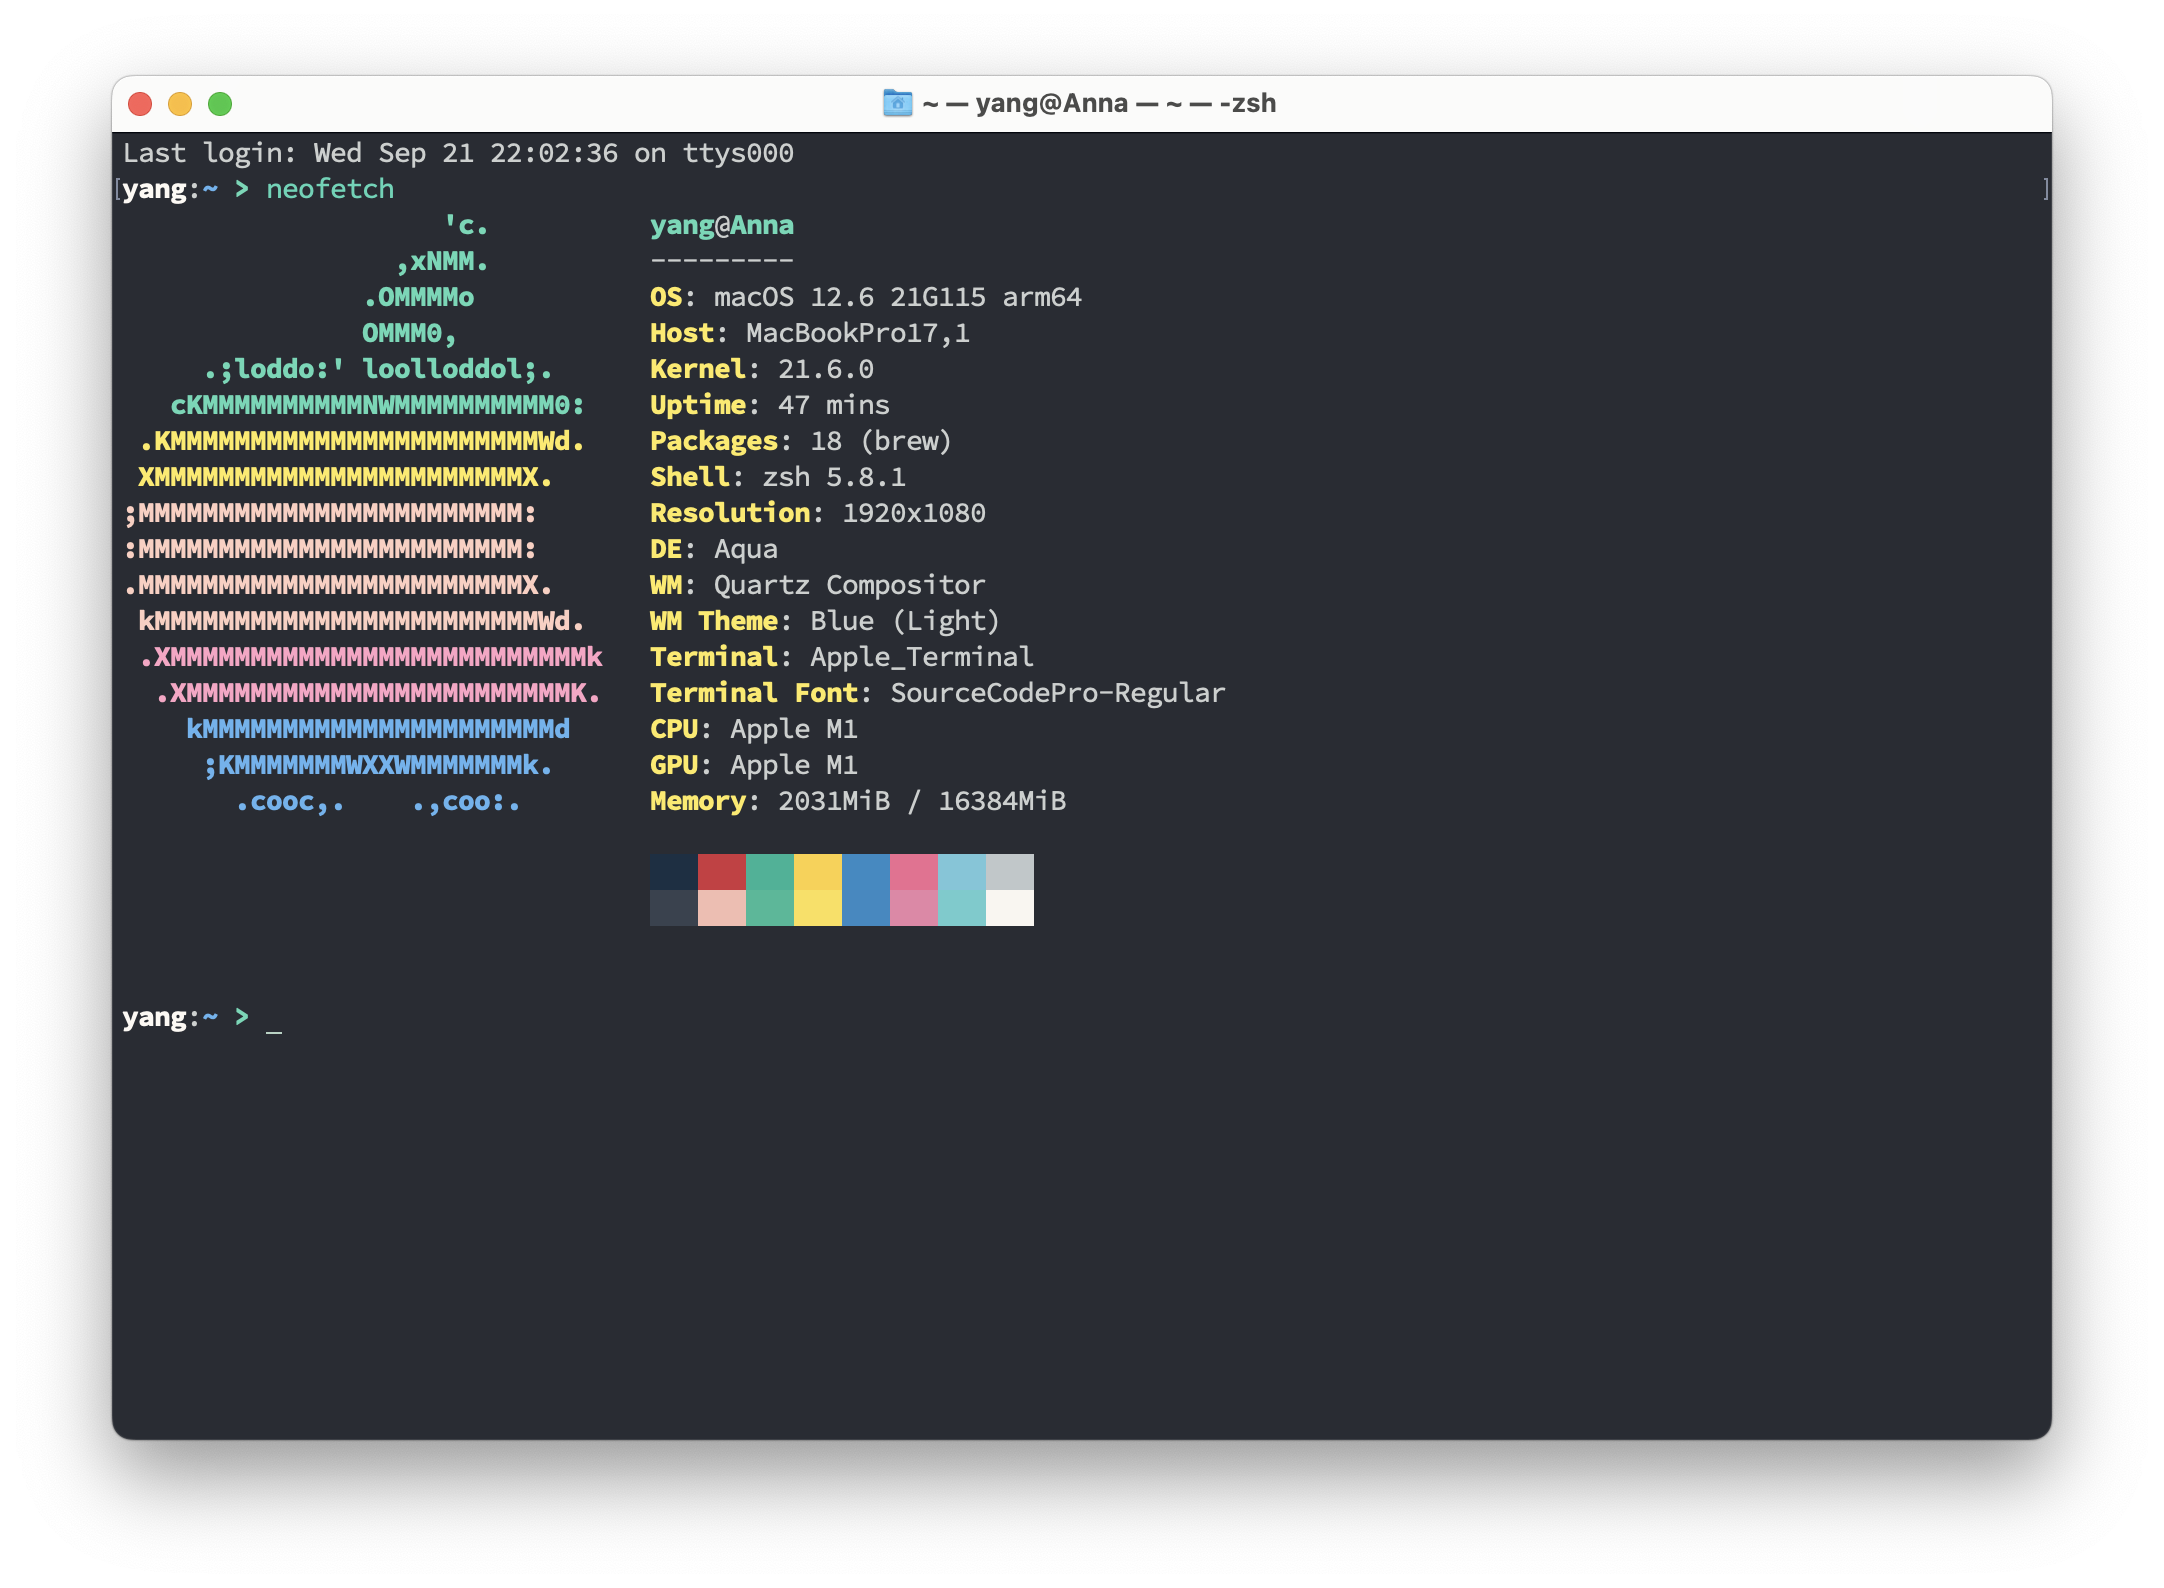 ~ — yang@Anna — ~ — -zsh
Last login: Wed Sep 21 22:02:36 on ttys000
[yang:~ > neofetch ]
                    'c.          yang@Anna
                 ,xNMM.          ---------
               .OMMMMo           OS: macOS 12.6 21G115 arm64
               OMMM0,            Host: MacBookPro17,1
     .;loddo:' loolloddol;.      Kernel: 21.6.0
   cKMMMMMMMMMMNWMMMMMMMMMM0:    Uptime: 47 mins
 .KMMMMMMMMMMMMMMMMMMMMMMMWd.    Packages: 18 (brew)
 XMMMMMMMMMMMMMMMMMMMMMMMX.      Shell: zsh 5.8.1
;MMMMMMMMMMMMMMMMMMMMMMMM:       Resolution: 1920x1080
:MMMMMMMMMMMMMMMMMMMMMMMM:       DE: Aqua
.MMMMMMMMMMMMMMMMMMMMMMMMX.      WM: Quartz Compositor
 kMMMMMMMMMMMMMMMMMMMMMMMMWd.    WM Theme: Blue (Light)
 .XMMMMMMMMMMMMMMMMMMMMMMMMMMk   Terminal: Apple_Terminal
  .XMMMMMMMMMMMMMMMMMMMMMMMMK.   Terminal Font: SourceCodePro-Regular
    kMMMMMMMMMMMMMMMMMMMMMMd     CPU: Apple M1
     ;KMMMMMMMWXXWMMMMMMMk.      GPU: Apple M1
       .cooc,.    .,coo:.        Memory: 2031MiB / 16384MiB
yang:~ > _